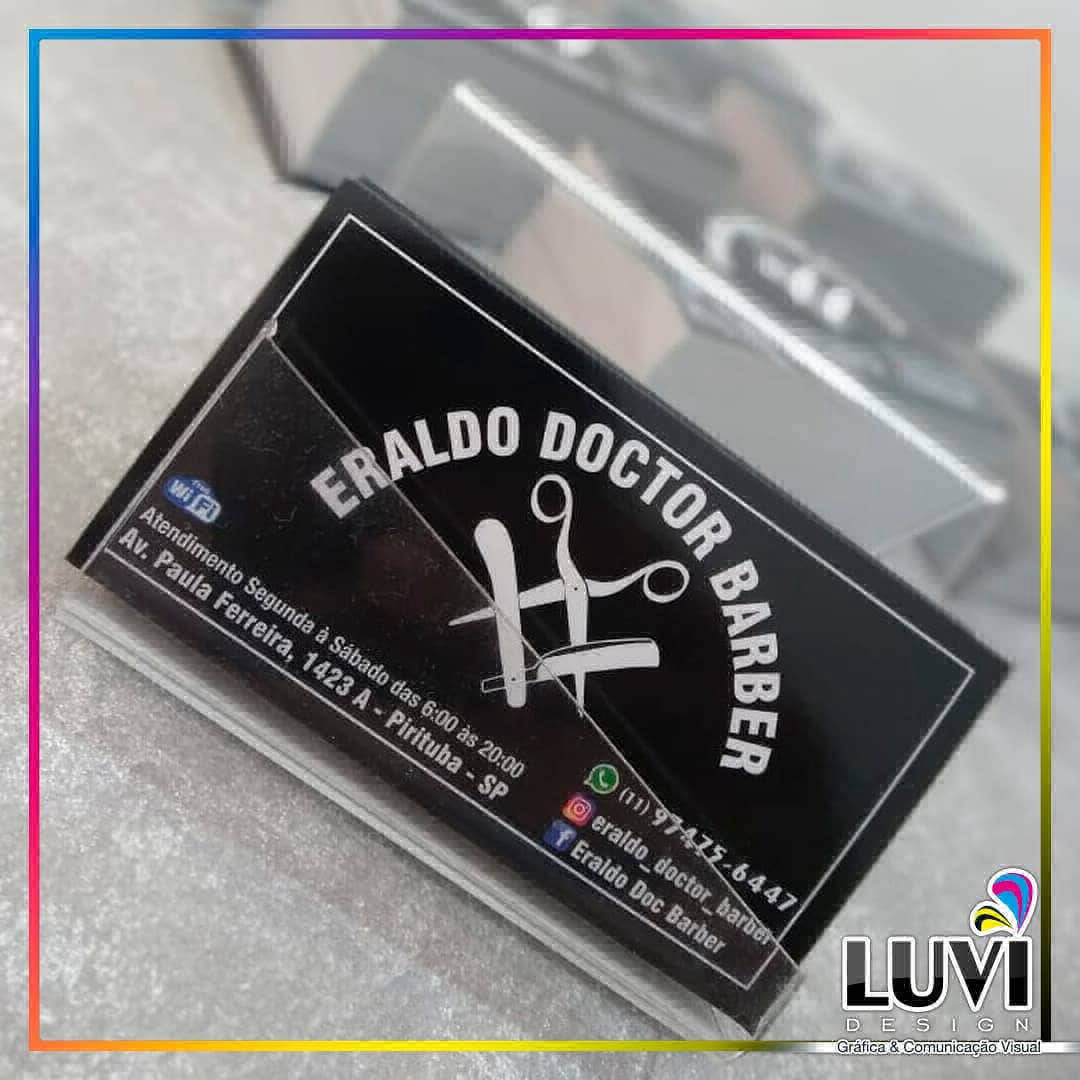 ERALDO DOCTOR BARBER
Free
Wi Fi
Atendimento Segunda à Sábado das 6:00 às 20:00
Av. Paula Ferreira, 1423 A - Pirituba - SP
(11) 97475-6447
eraldo_doctor_barber
Eraldo Doc Barber
LUVI
DESIGN
Gráfica & Comunicação Visual